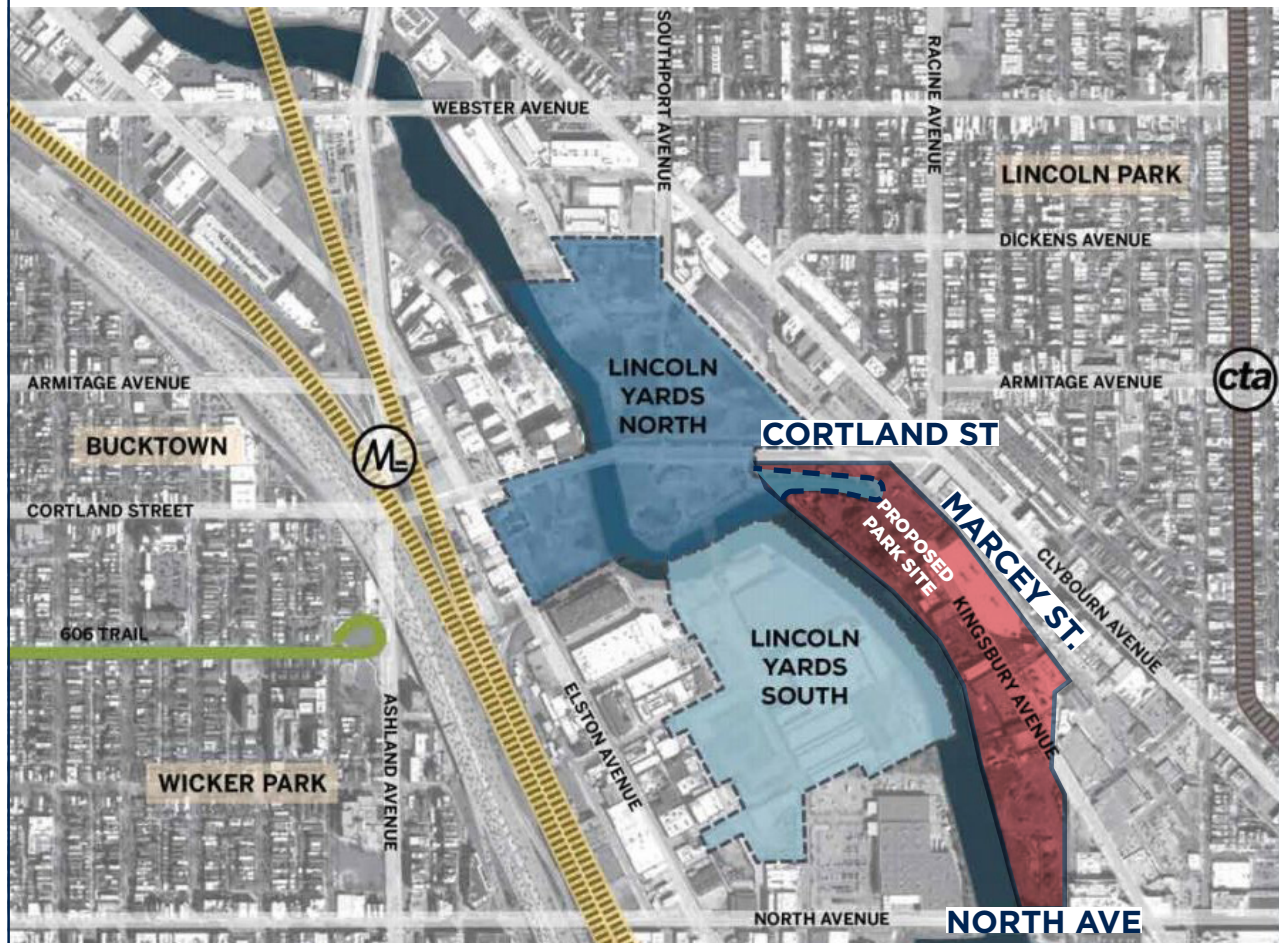 SOUTHPORT AVENUE
RACINE AVENUE
WEBSTER AVENUE
LINCOLN PARK
DICKENS AVENUE
LINCOLN
YARDS
NORTH
ARMITAGE AVENUE
ARMITAGE AVENUE
cta
BUCKTOWN
M
CORTLAND ST
CORTLAND STREET
PROPOSED
PARK SITE
MARCEY ST.
CLYBOURN AVENUE
KINGSBURY AVENUE
606 TRAIL
LINCOLN
YARDS
SOUTH
ELSTON AVENUE
ASHLAND AVENUE
WICKER PARK
NORTH AVENUE
NORTH AVE